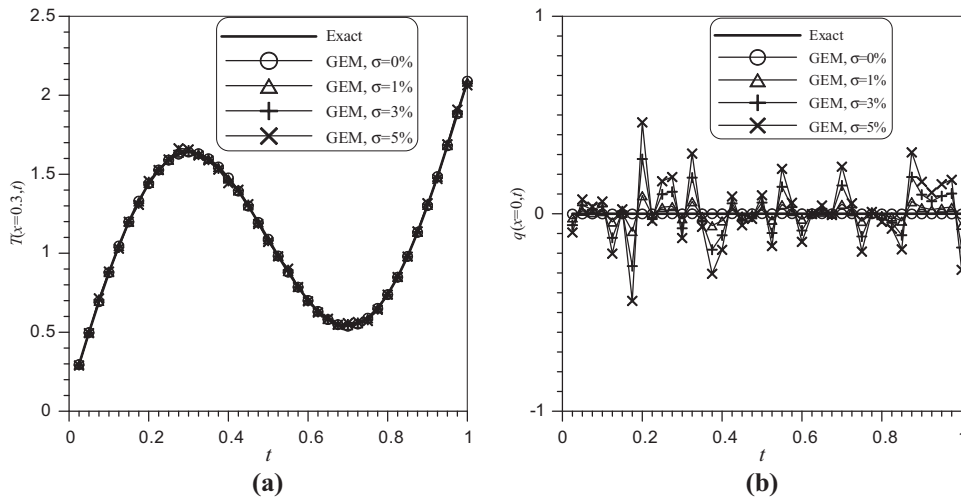 2.5
2
1.5
1
0.5
0
T(x=0.3,t)
Exact
GEM, σ=0%
GEM, σ=1%
GEM, σ=3%
GEM, σ=5%
0 0.2 0.4 0.6 0.8 1
t
(a)
1
0
-1
q(x=0,t)
Exact
GEM, σ=0%
GEM, σ=1%
GEM, σ=3%
GEM, σ=5%
0 0.2 0.4 0.6 0.8 1
t
(b)